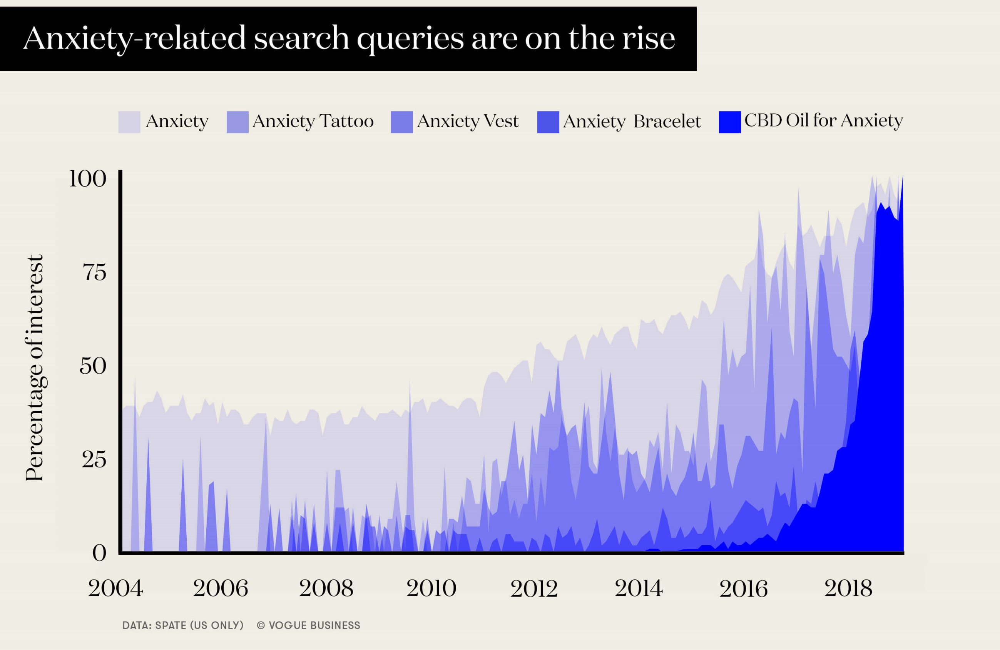 Anxiety-related search queries are on the rise
Anxiety Anxiety Tattoo Anxiety Vest Anxiety Bracelet CBD Oil for Anxiety
Percentage of interest
100
75
50
25
0
2004 2006 2008 2010 2012 2014 2016 2018
DATA: SPATE (US ONLY) © VOGUE BUSINESS